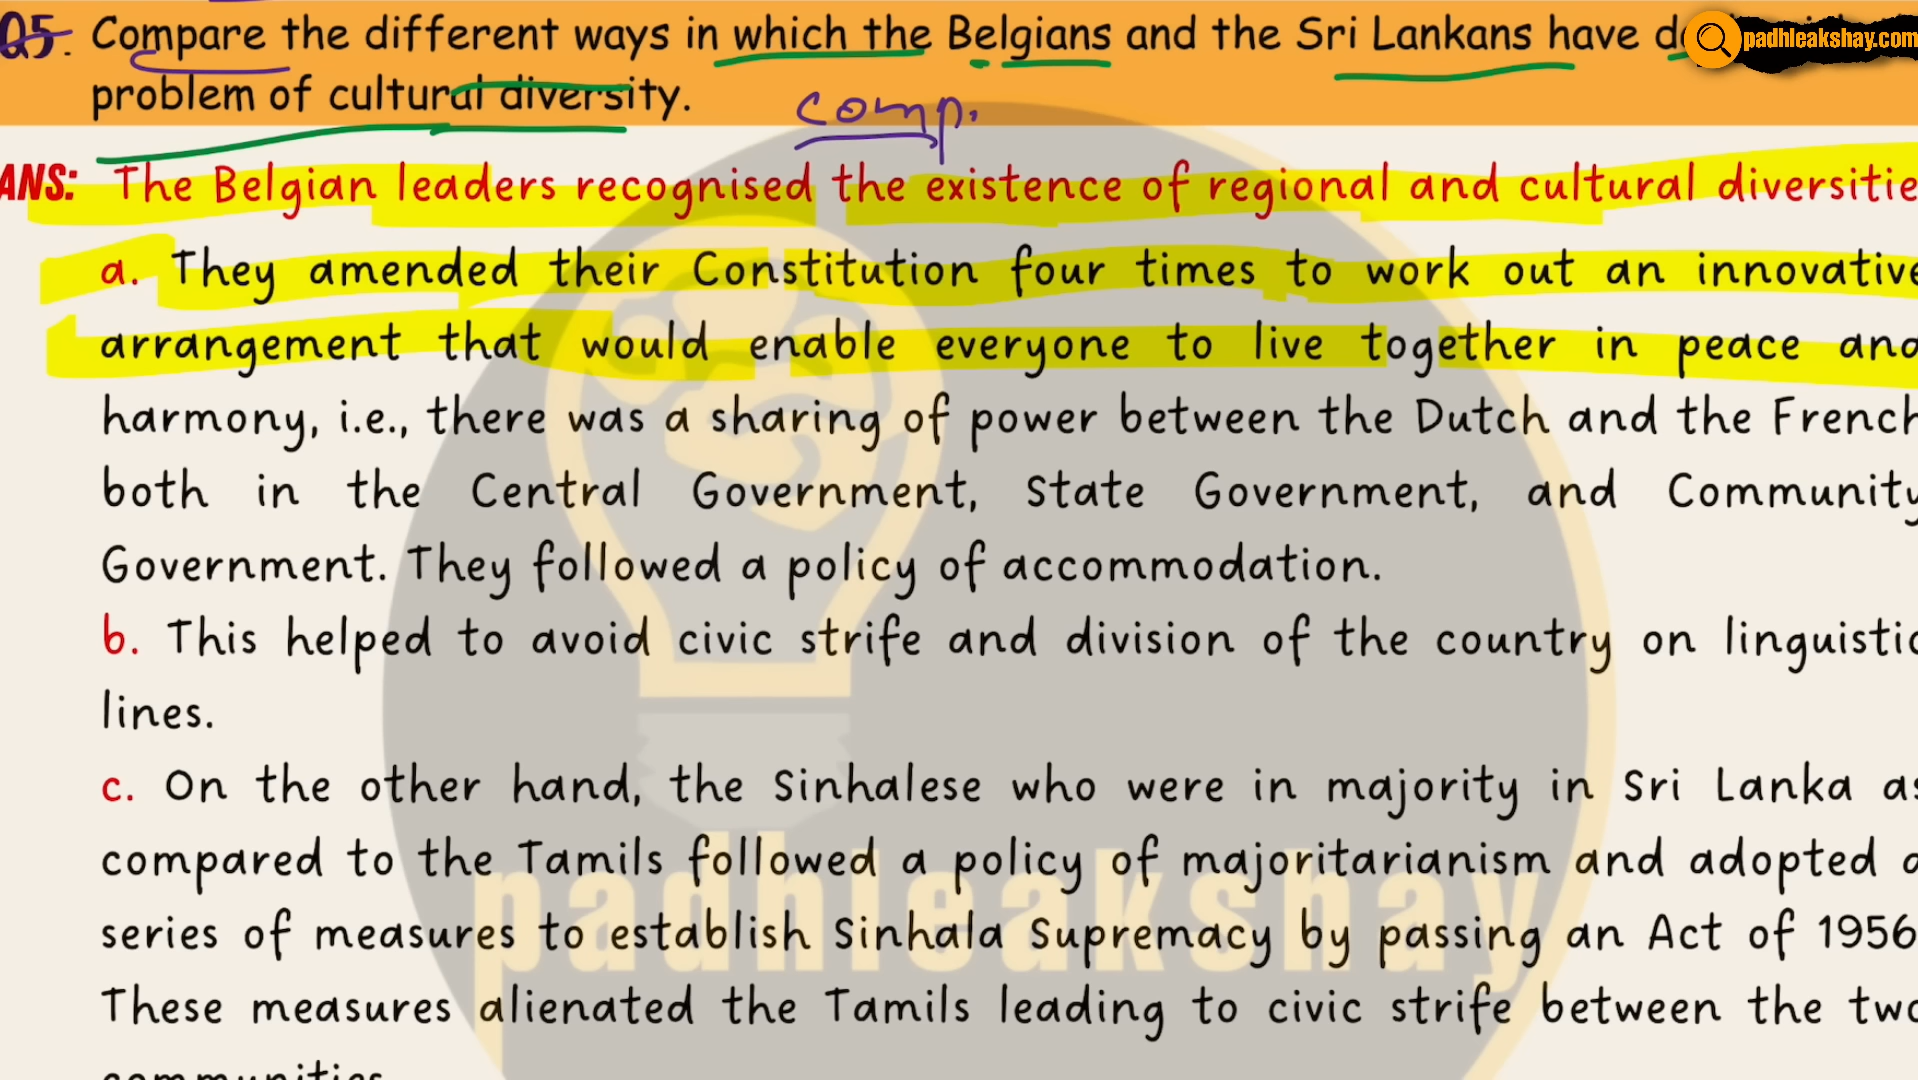 Q5. Compare the different ways in which the Belgians and the Sri Lankans have
padhleakshay.com
problem of cultural diversity.
comp.
ANS: The Belgian leaders recognised the existence of regional and cultural
a. They amended their Constitution four times to work out an innovative
arrangement that would enable everyone to live together in peace and
harmony, i.e., there was a sharing of power between the Dutch and the French
both in the Central Government, State Government, and Community
Government. They followed a policy of accommodation.
b. This helped to avoid civic strife and division of the country on linguistic
lines.
c. On the other hand, the Sinhalese who were in majority in Sri Lanka as
compared to the Tamils followed a policy of majoritarianism and adopted a
series of measures to establish Sinhala Supremacy by passing an Act of 1956
These measures alienated the Tamils leading to civic strife between the two
padhleakshay